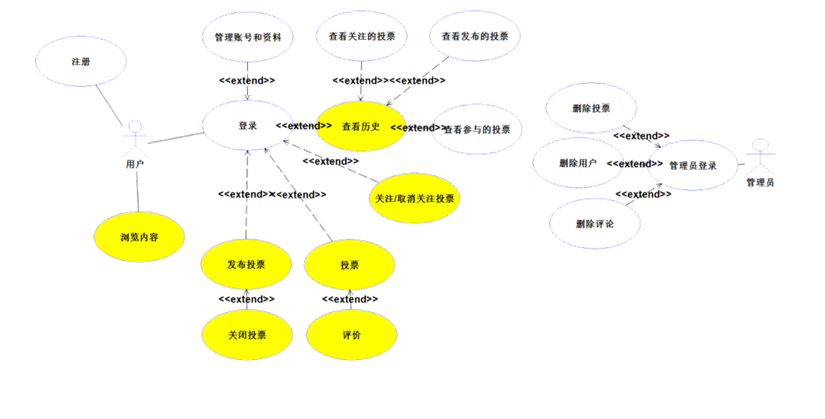 管理账号和资料
查看关注的投票
查看发布的投票
注册
<<extend>>
<<extend>>
<<extend>>
删除投票
登录
<<extend>>
查看历史
<<extend>>
查看参与的投票
<<extend>>
用户
<<extend>>
删除用户
<<extend>>
管理员登录
管理员
<<extend>>
<<extend>>
<<extend>>
关注/取消关注投票
删除评论
浏览内容
发布投票
投票
<<extend>>
<<extend>>
关闭投票
评价